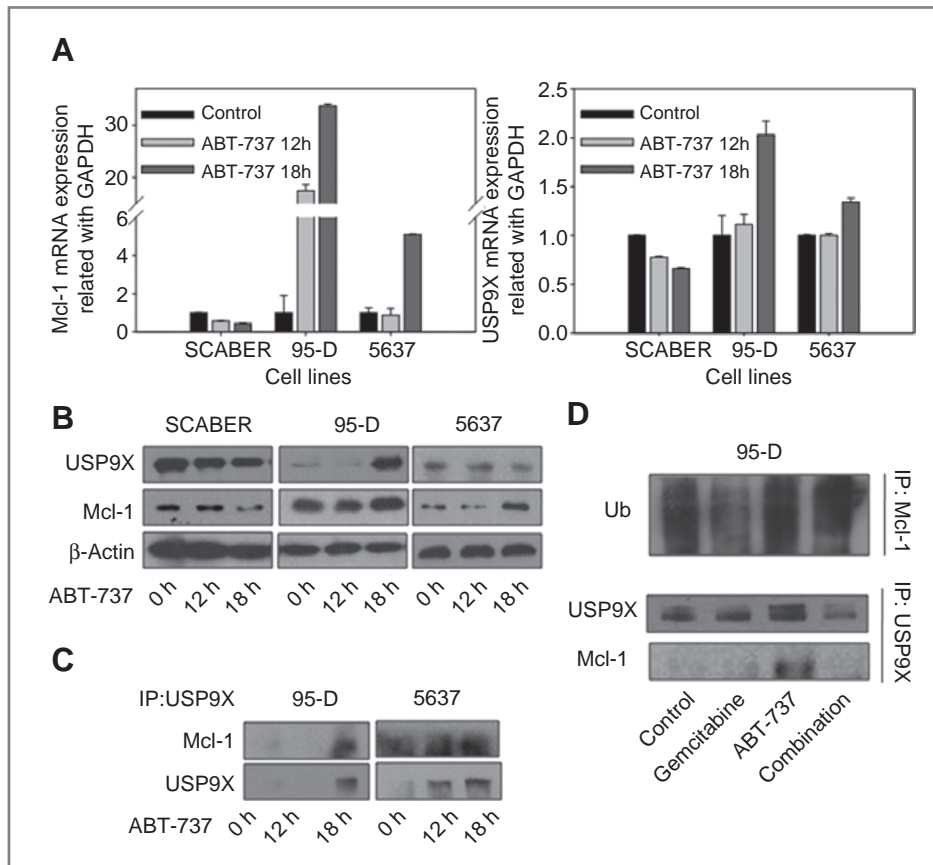 A
Mcl-1 mRNA expression
related with GAPDH
30
20
6
4
2
0
Control
ABT-737 12h
ABT-737 18h
SCABER 95-D 5637
Cell lines
USP9X mRNA expression
related with GAPDH
2.5
2.0
1.5
1.0
0.5
0.0
Control
ABT-737 12h
ABT-737 18h
SCABER 95-D 5637
Cell lines
B
SCABER 95-D 5637
USP9X
Mcl-1
β-Actin
ABT-737 0 h 12 h 18 h 0 h 12 h 18 h 0 h 12 h 18 h
C
IP:USP9X 95-D 5637
Mcl-1
USP9X
ABT-737 0 h 12 h 18 h 0 h 12 h 18 h
D
95-D
Ub
IP: Mcl-1
USP9X
Mcl-1
IP: USP9X
Control Gemcitabine ABT-737 Combination